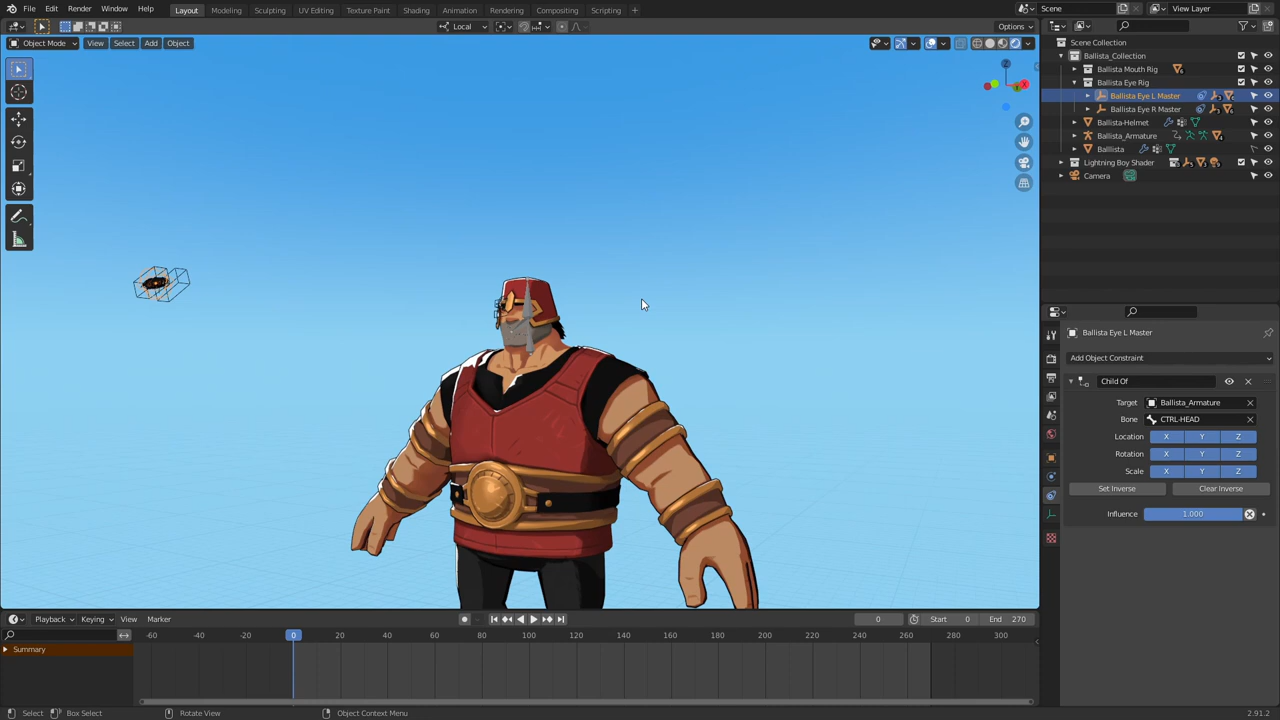 File Edit Render Window Help Layout Modeling Sculpting UV Editing Texture Paint Shading Animation Rendering Compositing Scripting + Scene View Layer
Local Options
Object Mode View Select Add Object
Scene Collection
Ballista_Collection
Ballista Mouth Rig
Ballista Eye Rig
Ballista Eye L Master
Ballista Eye R Master
Ballista-Helmet
Ballista_Armature
Balllista
Lightning Boy Shader
Camera
Ballista Eye L Master
Add Object Constraint
Child Of
Target Ballista_Armature
Bone CTRL-HEAD
Location X Y Z
Rotation X Y Z
Scale X Y Z
Set Inverse Clear Inverse
Influence 1.000
Playback Keying View Marker 0 Start 0 End 270
-60 -40 -20 0 20 40 60 80 100 120 140 160 180 200 220 240 260 280 300
Summary
Select Box Select Rotate View Object Context Menu 2.91.2